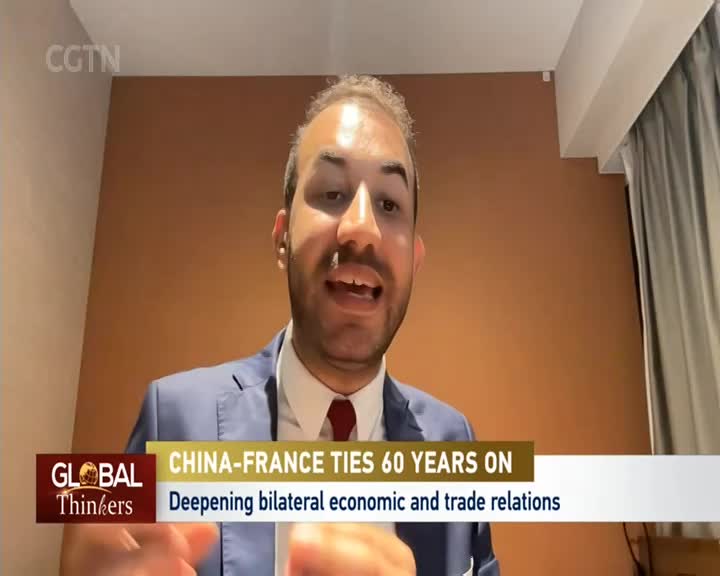 CGTN
GLOBAL
Thinkers
CHINA-FRANCE TIES 60 YEARS ON
Deepening bilateral economic and trade relations